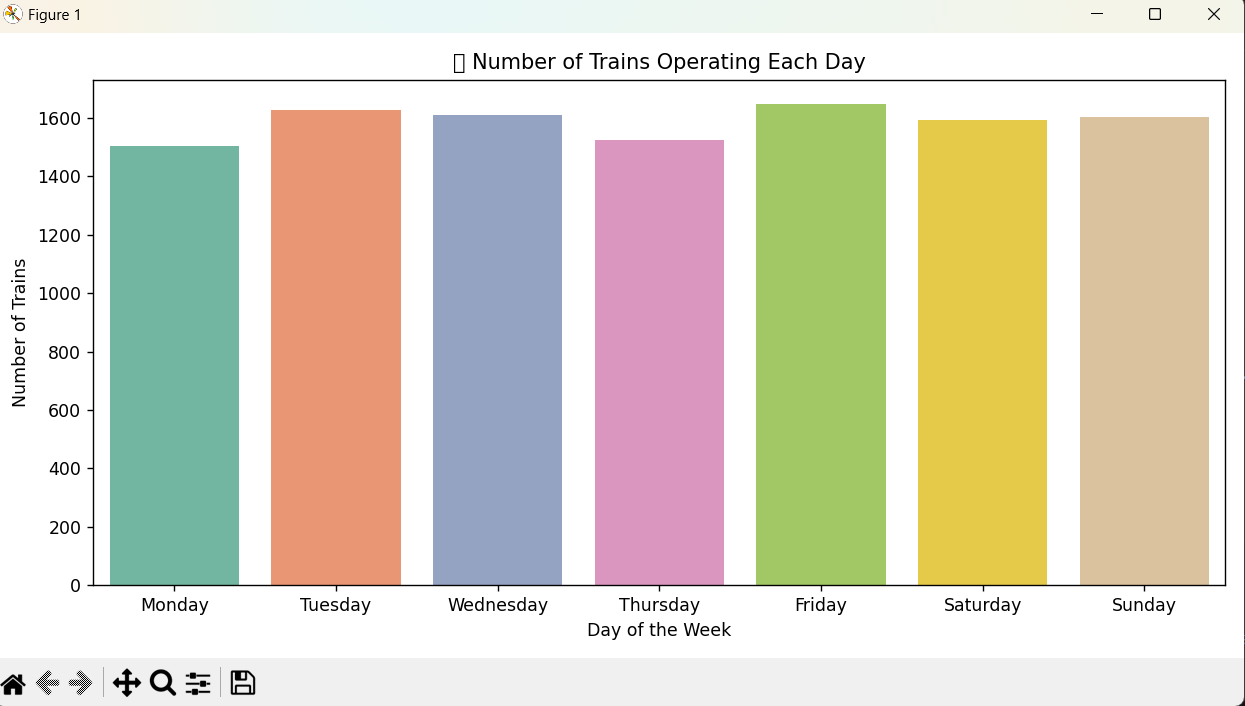 Figure 1
Number of Trains Operating Each Day
1600
1400
1200
1000
800
600
400
200
0
Number of Trains
Monday Tuesday Wednesday Thursday Friday Saturday Sunday
Day of the Week